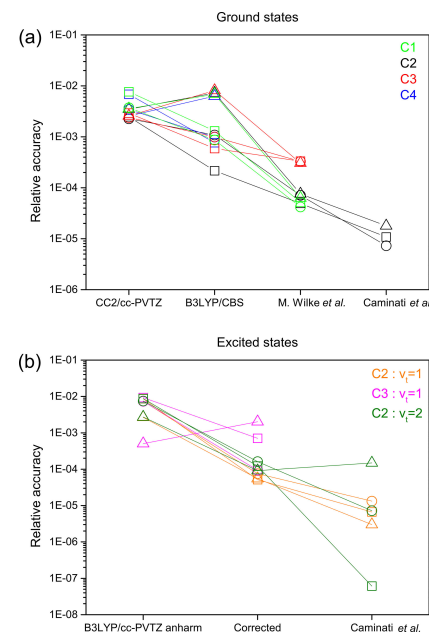 Ground states
(a)
1E-01
C1
C2
1E-02
C3
C4
1E-03
Relative accuracy
1E-04
1E-05
1E-06
CC2/cc-PVTZ B3LYP/CBS M. Wilke et al. Caminati et al
Excited states
(b)
1E-01
C2 : vt=1
1E-02
C3 : vt=1
C2 : vt=2
1E-03
1E-04
Relative accuracy
1E-05
1E-06
1E-07
1E-08
B3LYP/cc-PVTZ anharm Corrected Caminati et al.